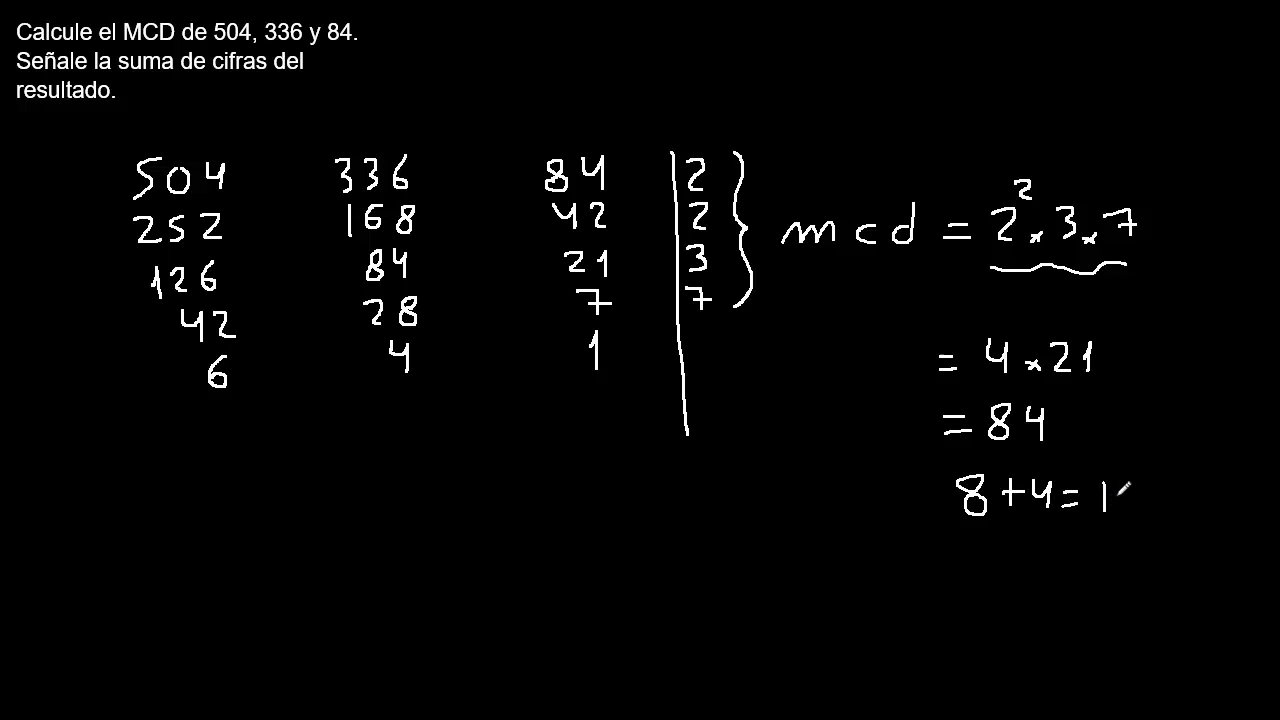 Calcule el MCD de 504, 336 y 84.
Señale la suma de cifras del
resultado.
504 336 84 2
252 168 42 2
126 84 21 3
42 28 7 7
6 4 1
mcd = 2² × 3 × 7
= 4 × 21
= 84
8 + 4 = 1